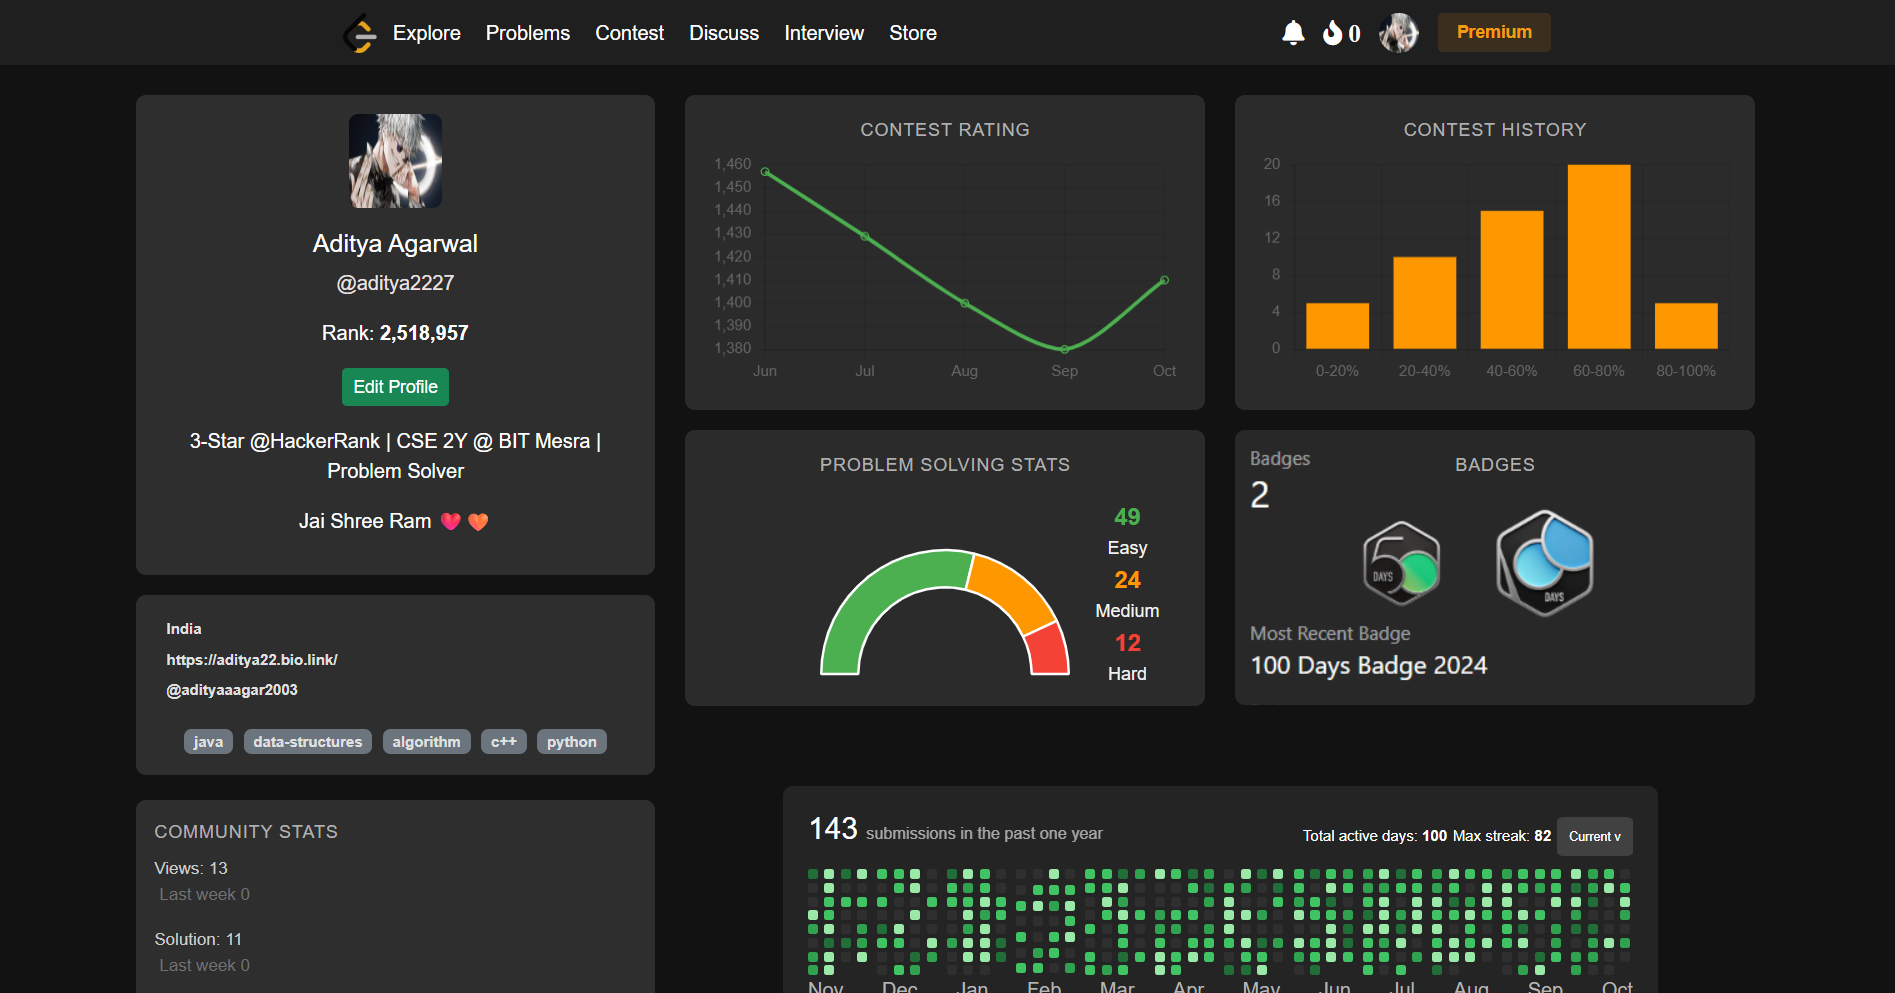 Explore Problems Contest Discuss Interview Store 0 Premium
Aditya Agarwal
@aditya2227
Rank: 2,518,957
Edit Profile
3-Star @HackerRank | CSE 2Y @ BIT Mesra |
Problem Solver
Jai Shree Ram
India
https://aditya22.bio.link/
@adityaaagar2003
java data-structures algorithm c++ python
COMMUNITY STATS
Views: 13
Last week 0
Solution: 11
Last week 0
CONTEST RATING
1,460
1,450
1,440
1,430
1,420
1,410
1,400
1,390
1,380
Jun Jul Aug Sep Oct
CONTEST HISTORY
20
16
12
8
4
0
0-20% 20-40% 40-60% 60-80% 80-100%
PROBLEM SOLVING STATS
49
Easy
24
Medium
12
Hard
BADGES
Badges
2
50
DAYS
DAYS
Most Recent Badge
100 Days Badge 2024
143 submissions in the past one year
Total active days: 100 Max streak: 82 Current v
Nov Dec Jan Feb Mar Apr May Jun Jul Aug Sep Oct